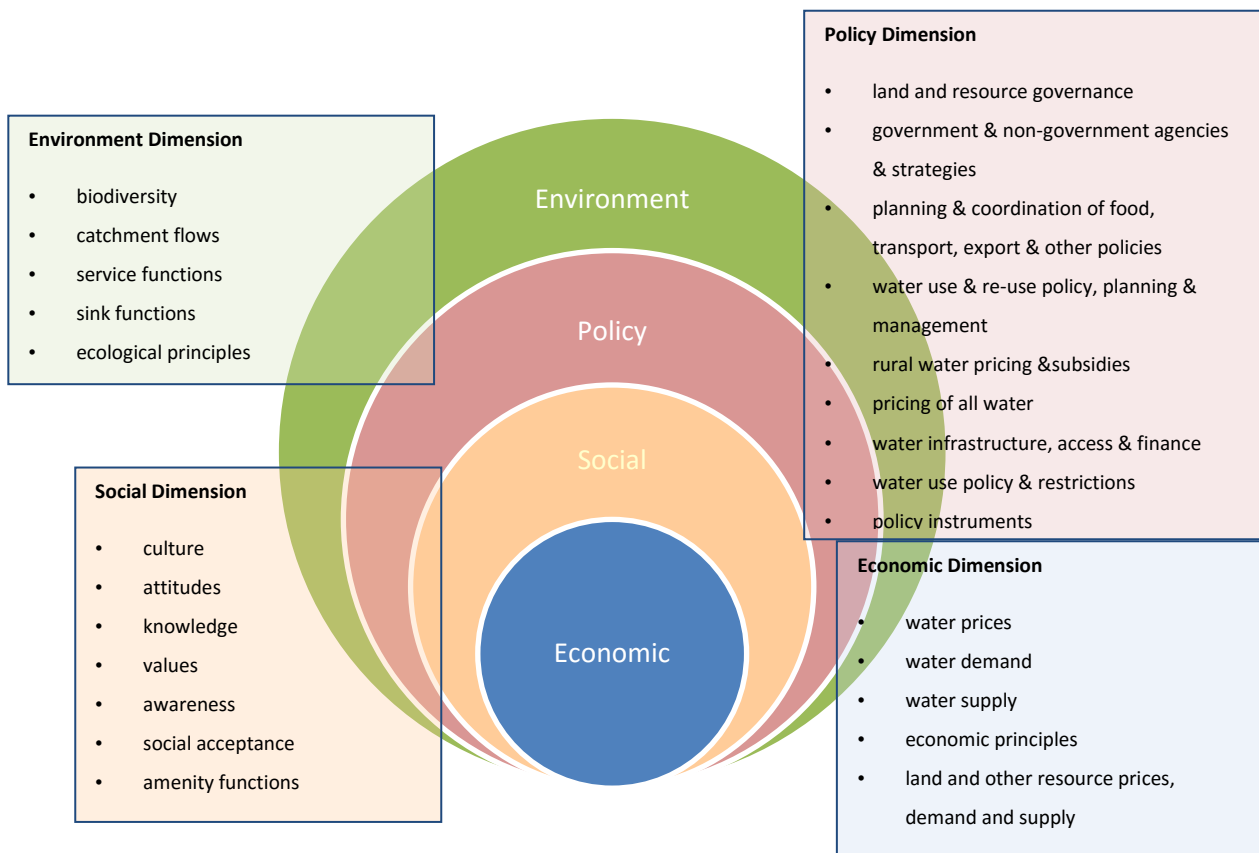 Policy Dimension
• land and resource governance
• government & non-government agencies
& strategies
• planning & coordination of food,
transport, export & other policies
• water use & re-use policy, planning &
management
• rural water pricing &subsidies
• pricing of all water
• water infrastructure, access & finance
• water use policy & restrictions
• policy instruments
Environment Dimension
• biodiversity
• catchment flows
• service functions
• sink functions
• ecological principles
Environment
Policy
Social
Economic
Social Dimension
• culture
• attitudes
• knowledge
• values
• awareness
• social acceptance
• amenity functions
Economic Dimension
• water prices
• water demand
• water supply
• economic principles
• land and other resource prices,
demand and supply